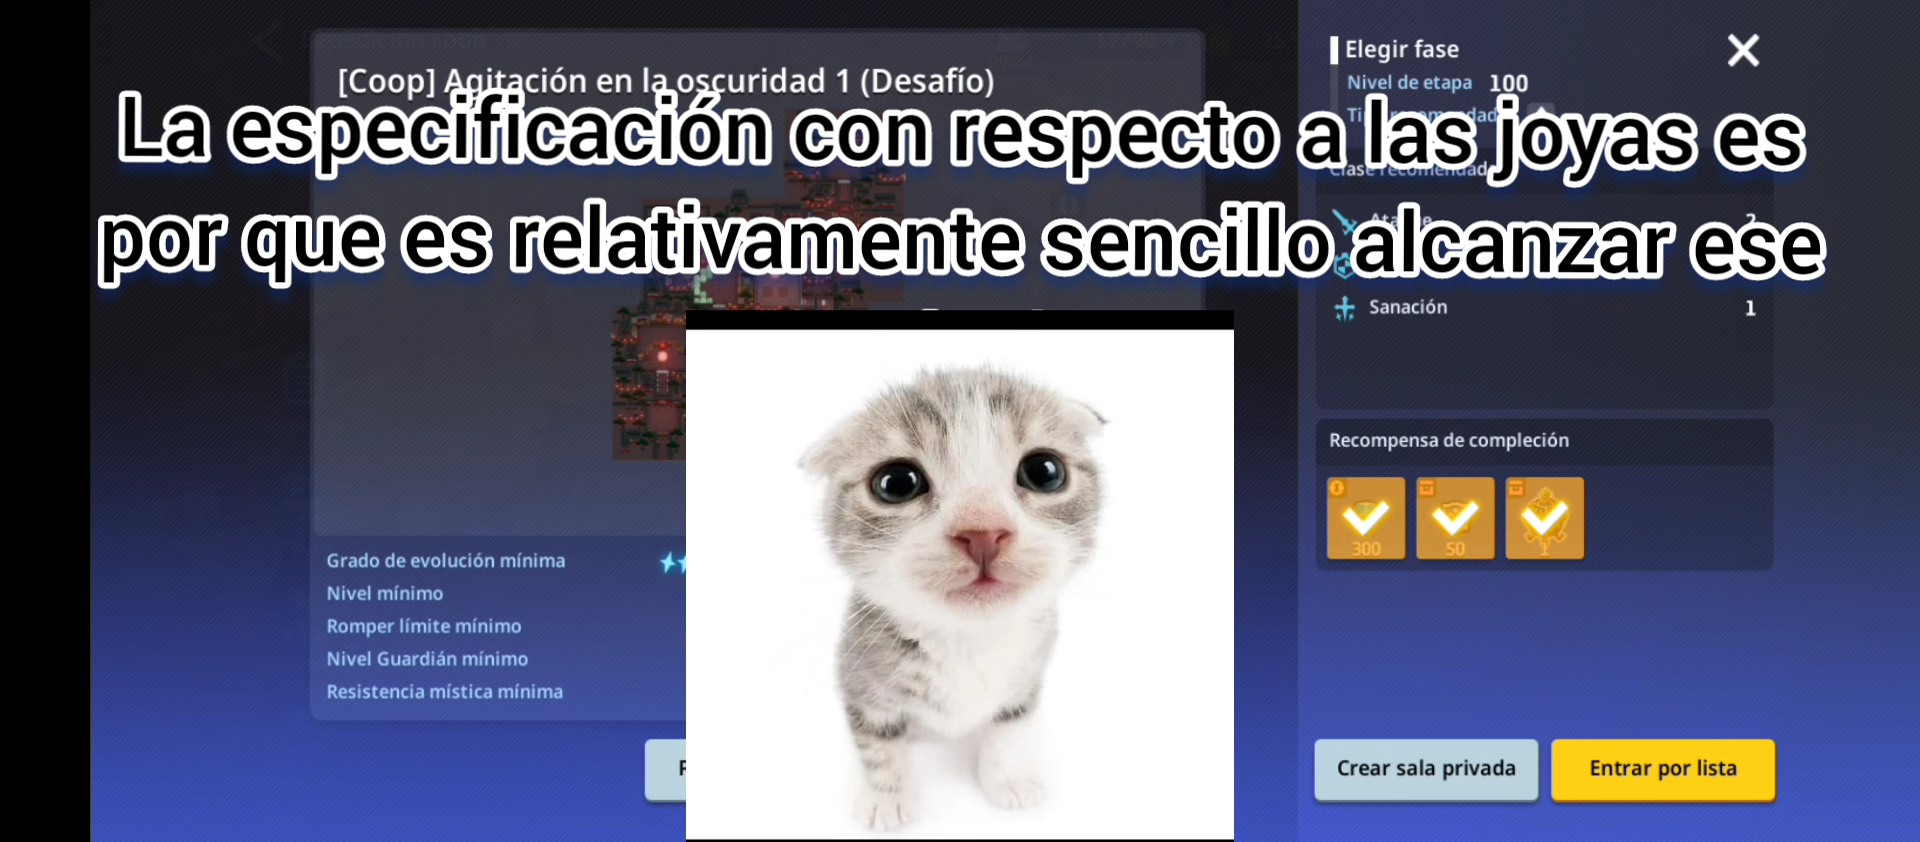 [Coop] Agitación en la oscuridad 1 (Desafío)
La especificación con respecto a las joyas es
por que es relativamente sencillo alcanzar ese
Grado de evolución mínima
Nivel mínimo
Romper límite mínimo
Nivel Guardián mínimo
Resistencia mística mínima
Elegir fase
Nivel de etapa 100
Sanación 1
Recompensa de compleción
300 50 1
Crear sala privada
Entrar por lista